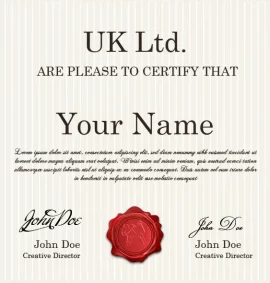 UK Ltd.
ARE PLEASE TO CERTIFY THAT
Your Name
Lorem ipsum dolor sit amet, consectetuer adipiscing elit, sed diam nonummy nibh euismod tincidunt ut
laoreet dolore magna aliquam erat volutpat. Ut wisi enim ad minim veniam, quis nostrud exerci tation
ullamcorper suscipit lobortis nisl ut aliquip ex ea commodo consequat. Duis autem vel eum iriure dolor
in hendrerit in vulputate velit esse molestie consequat
John Doe
John Doe
John Doe
Creative Director
John Doe
Creative Director